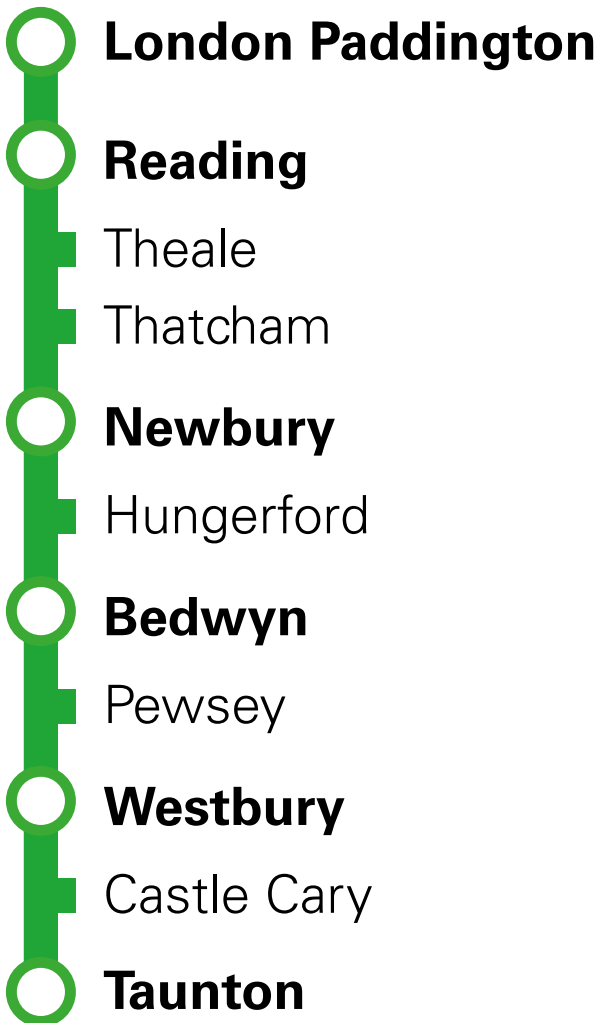 London Paddington
Reading
Theale
Thatcham
Newbury
Hungerford
Bedwyn
Pewsey
Westbury
Castle Cary
Taunton